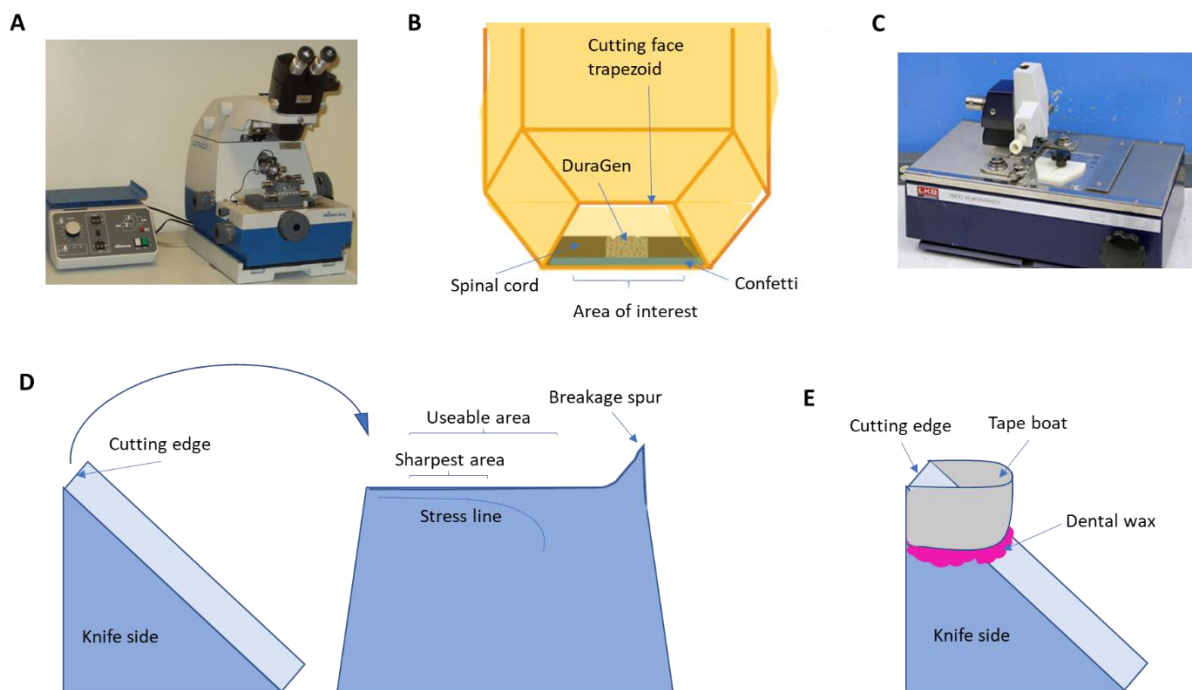 A
B
Cutting face
trapezoid
DuraGen
Spinal cord
Confetti
Area of interest
C
LKB
D
Cutting edge
Knife side
Useable area
Sharpest area
Stress line
Breakage spur
E
Cutting edge
Tape boat
Dental wax
Knife side